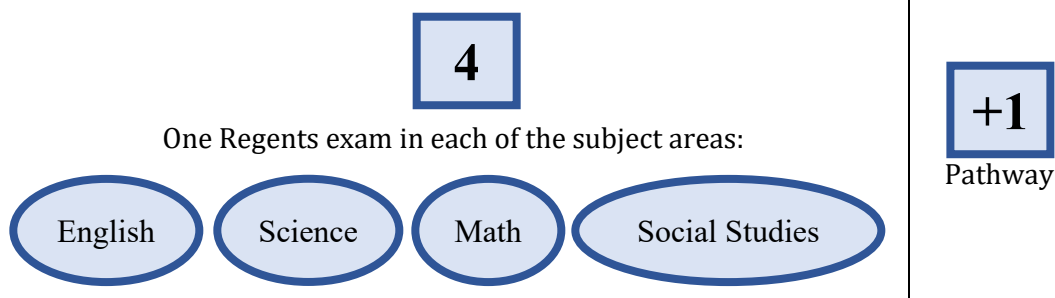 4
One Regents exam in each of the subject areas:
English Science Math Social Studies
+1
Pathway